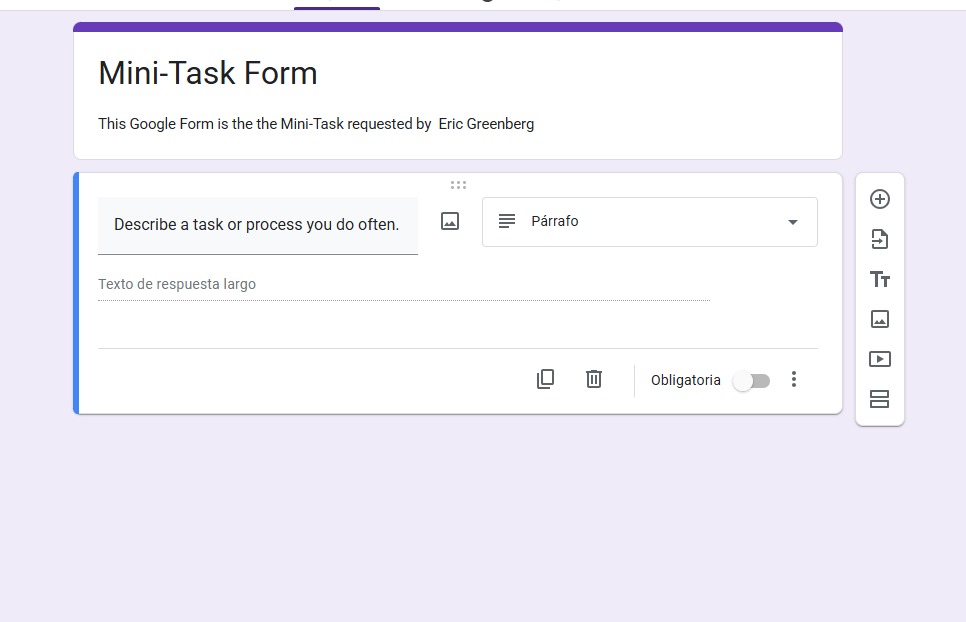 Mini-Task Form
This Google Form is the the Mini-Task requested by  Eric Greenberg
Describe a task or process you do often.
Párrafo
Texto de respuesta largo
Obligatoria